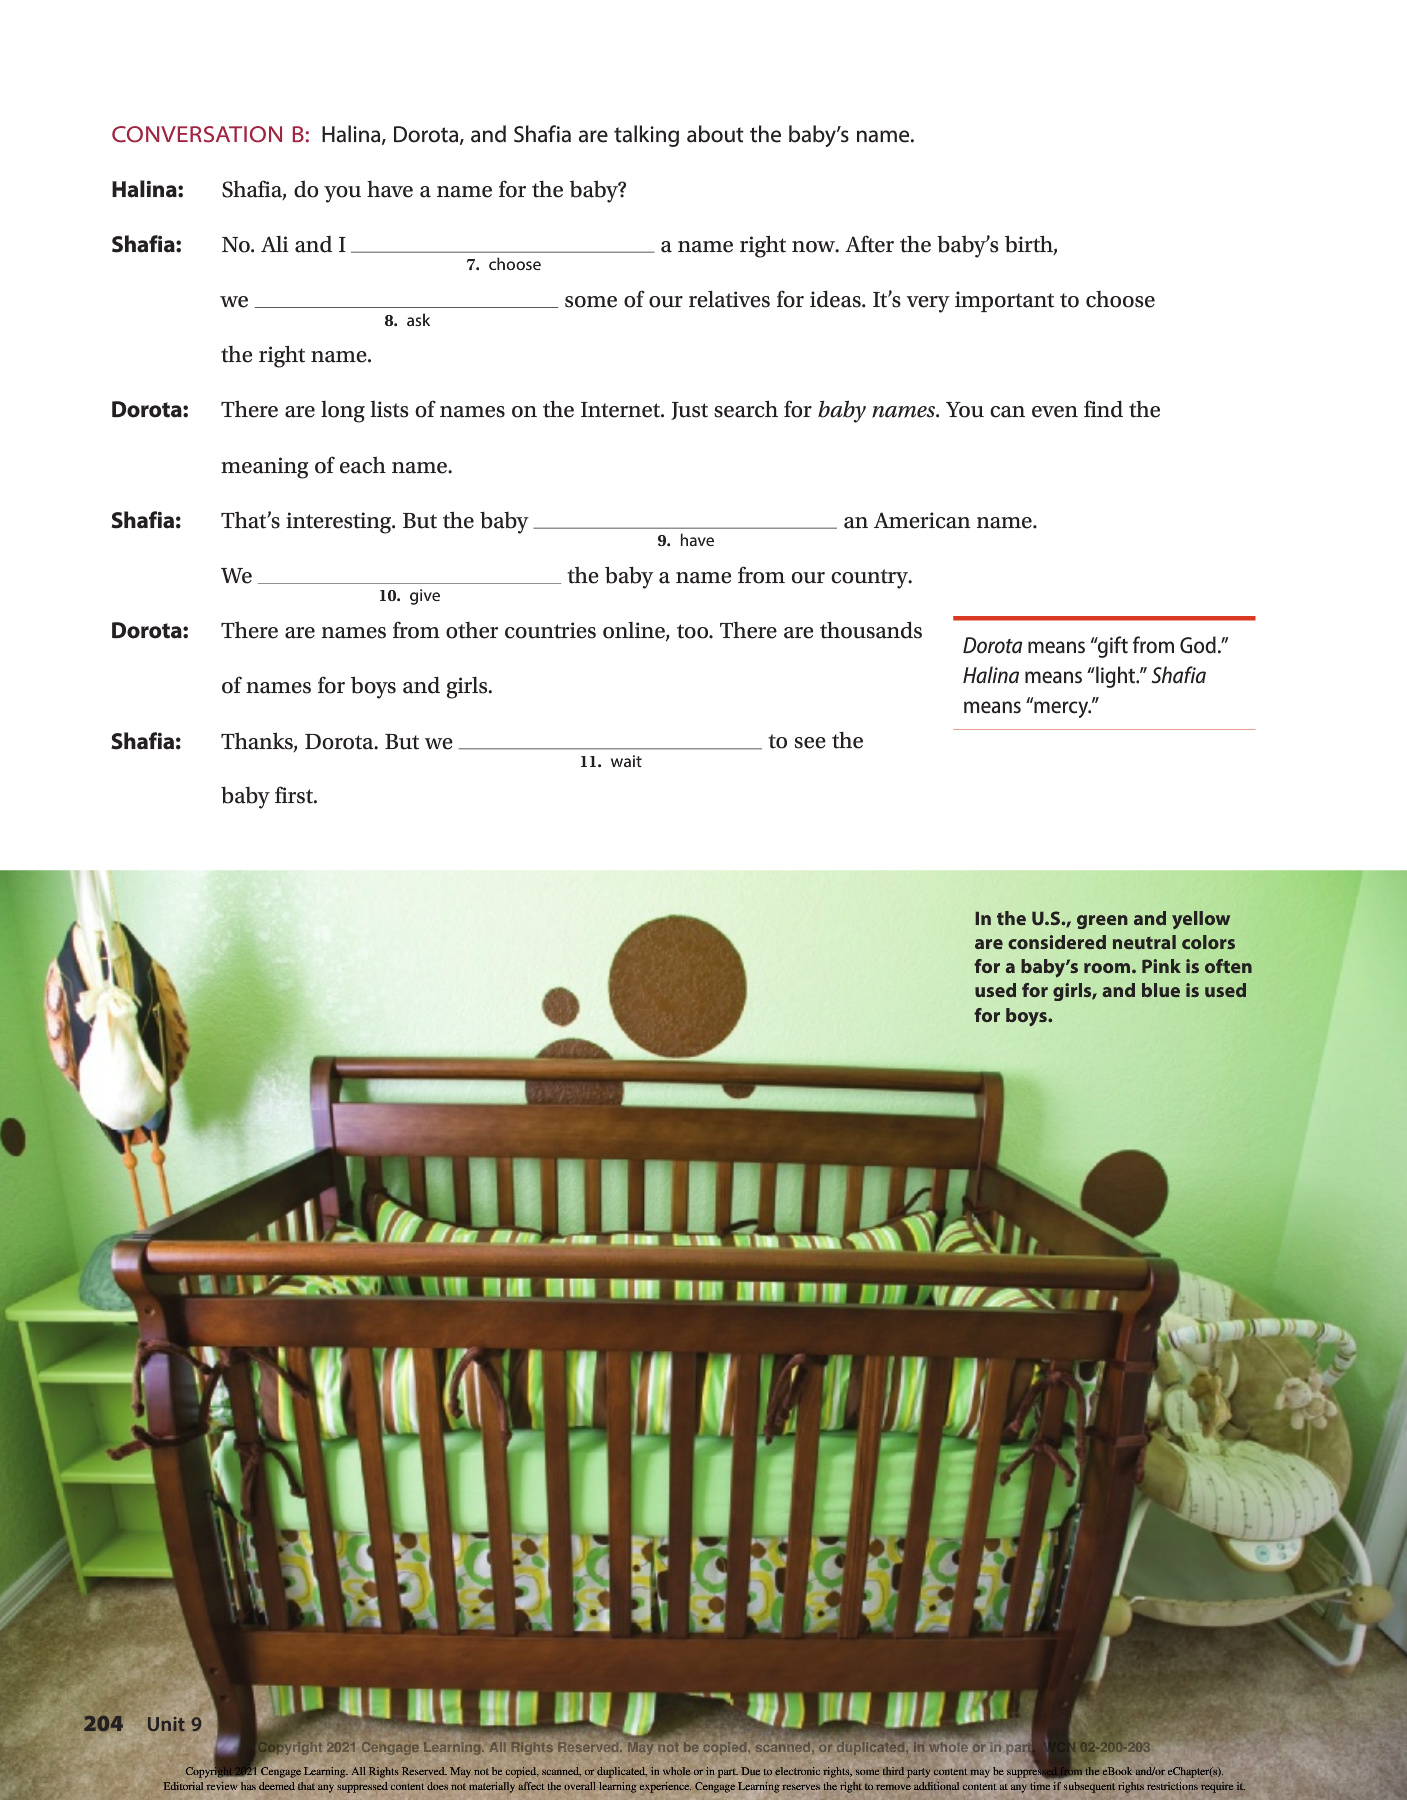 CONVERSATION B: Halina, Dorota, and Shafia are talking about the baby's name.
Halina: Shafia, do you have a name for the baby?
Shafia: No. Ali and I ____________________ a name right now. After the baby's birth,
7. choose
we ____________________ some of our relatives for ideas. It's very important to choose
8. ask
the right name.
Dorota: There are long lists of names on the Internet. Just search for baby names. You can even find the
meaning of each name.
Shafia: That's interesting. But the baby ____________________ an American name.
9. have
We ____________________ the baby a name from our country.
10. give
Dorota: There are names from other countries online, too. There are thousands
of names for boys and girls.
Shafia: Thanks, Dorota. But we ____________________ to see the
11. wait
baby first.
Dorota means “gift from God.”
Halina means “light.” Shafia
means “mercy.”
In the U.S., green and yellow
are considered neutral colors
for a baby's room. Pink is often
used for girls, and blue is used
for boys.
204 Unit 9
Copyright 2021 Cengage Learning. All Rights Reserved. May not be copied, scanned, or duplicated, in whole or in part. WCN 02-200-203
Copyright 2021 Cengage Learning. All Rights Reserved. May not be copied, scanned, or duplicated, in whole or in part. Due to electronic rights, some third party content may be suppressed from the eBook and/or eChapter(s).
Editorial review has deemed that any suppressed content does not materially affect the overall learning experience. Cengage Learning reserves the right to remove additional content at any time if subsequent rights restrictions require it.